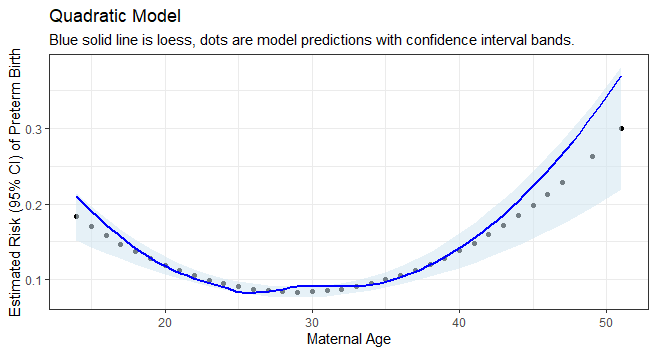 Quadratic Model
Blue solid line is loess, dots are model predictions with confidence interval bands.
Estimated Risk (95% CI) of Preterm Birth
0.3
0.2
0.1
20 30 40 50
Maternal Age